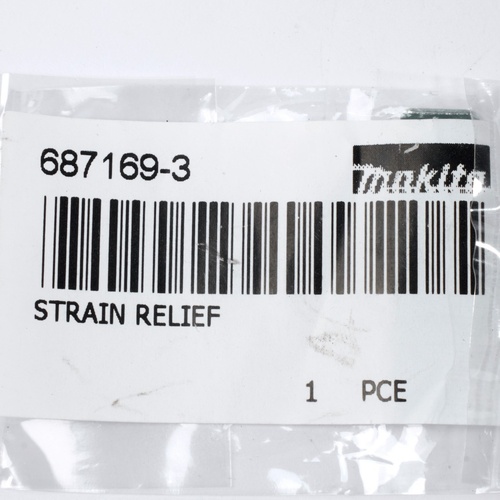 687169-3
makita
STRAIN RELIEF
1 PCE